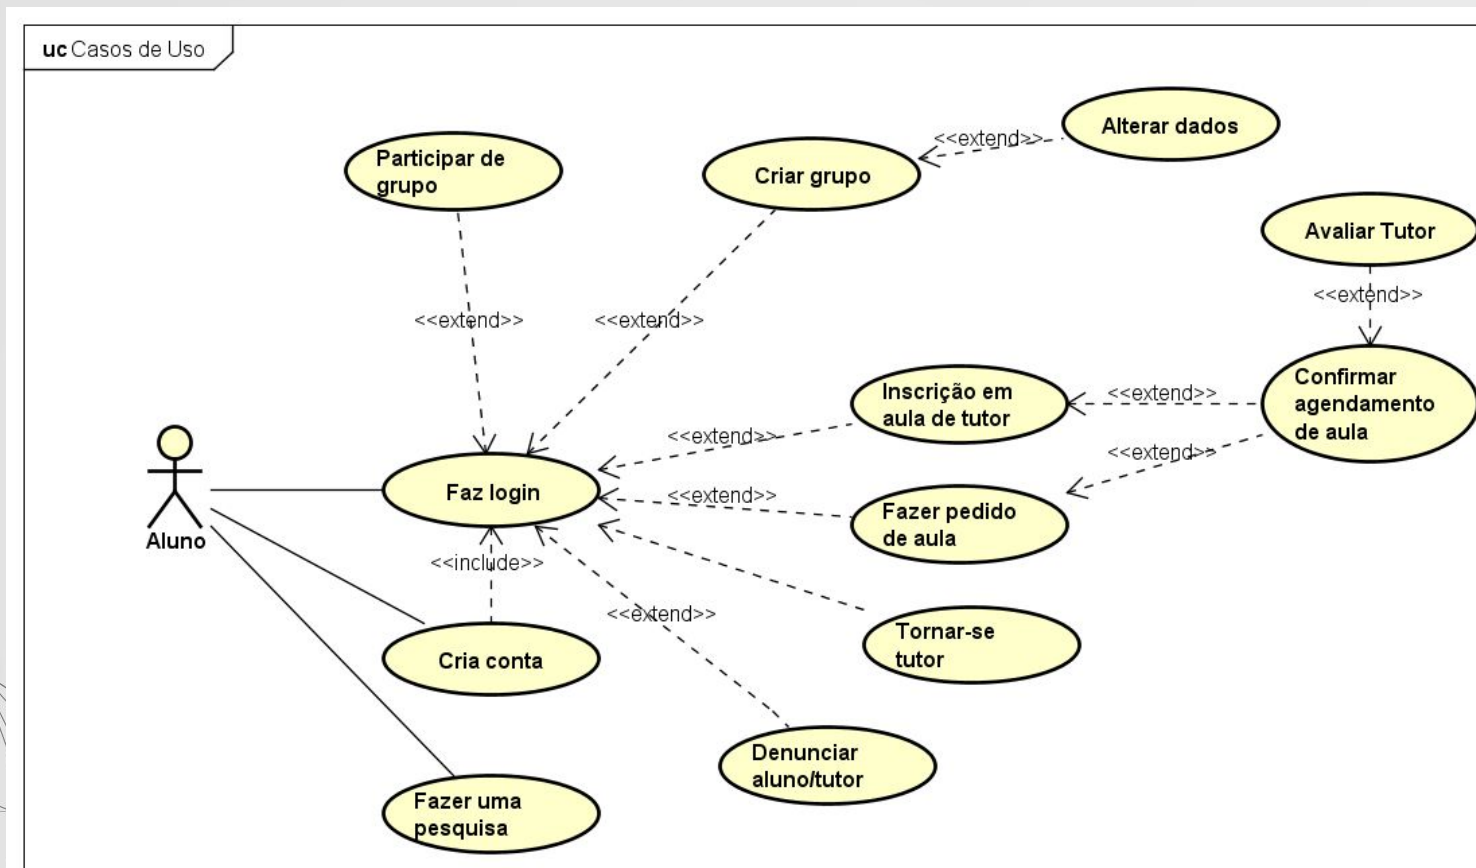 uc Casos de Uso
Participar de
grupo
Criar grupo
<<extend>>
Alterar dados
Avaliar Tutor
<<extend>>
<<extend>>
<<extend>>
Inscrição em
aula de tutor
<<extend>>
Confirmar
agendamento
de aula
<<extend>>
<<extend>>
Aluno
Faz login
<<extend>>
Fazer pedido
de aula
<<include>>
<<extend>>
Tornar-se
tutor
Cria conta
Denunciar
aluno/tutor
Fazer uma
pesquisa